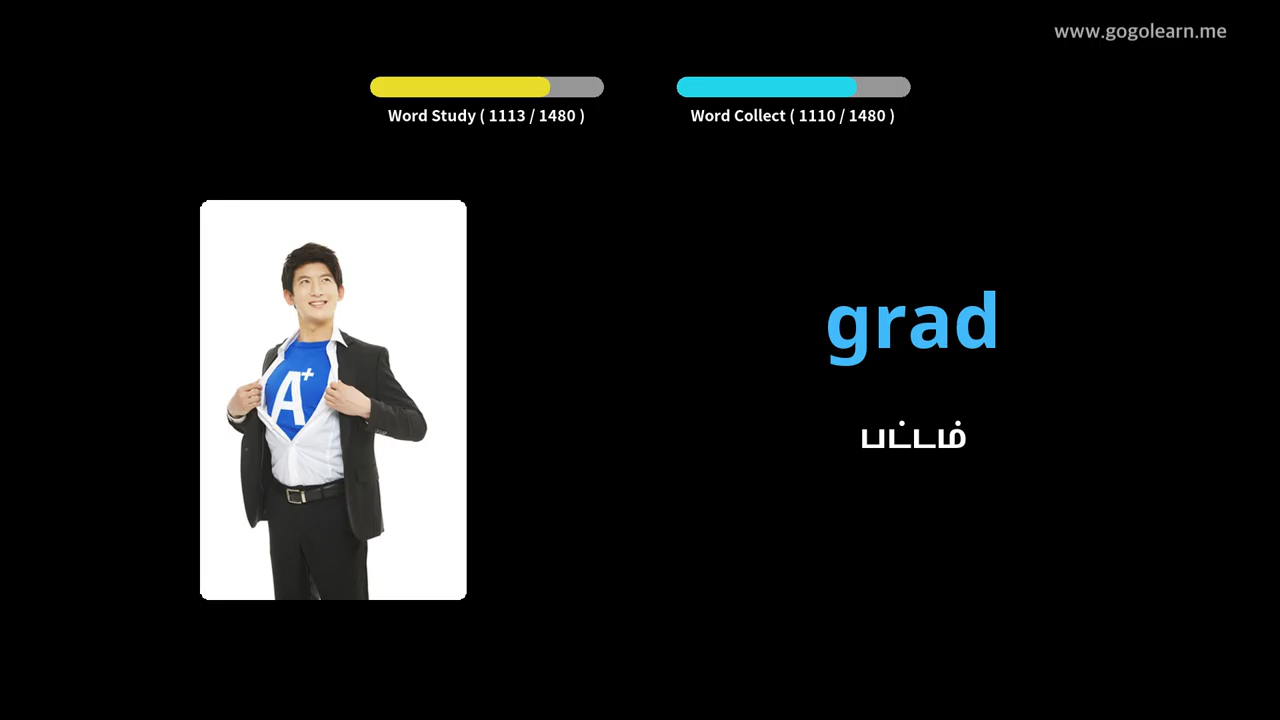 www.gogolearn.me
Word Study ( 1113 / 1480 )
Word Collect ( 1110 / 1480 )
A+
grad
பட்டம்